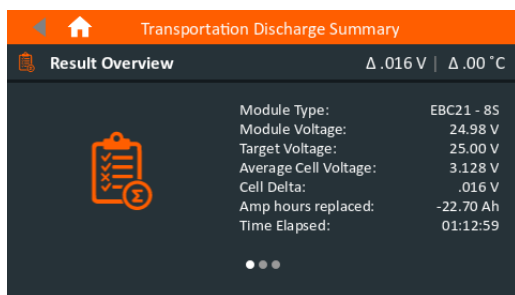 Transportation Discharge Summary
Result Overview Δ .016 V | Δ .00 °C
Module Type: EBC21 - 8S
Module Voltage: 24.98 V
Target Voltage: 25.00 V
Average Cell Voltage: 3.128 V
Cell Delta: .016 V
Amp hours replaced: -22.70 Ah
Time Elapsed: 01:12:59